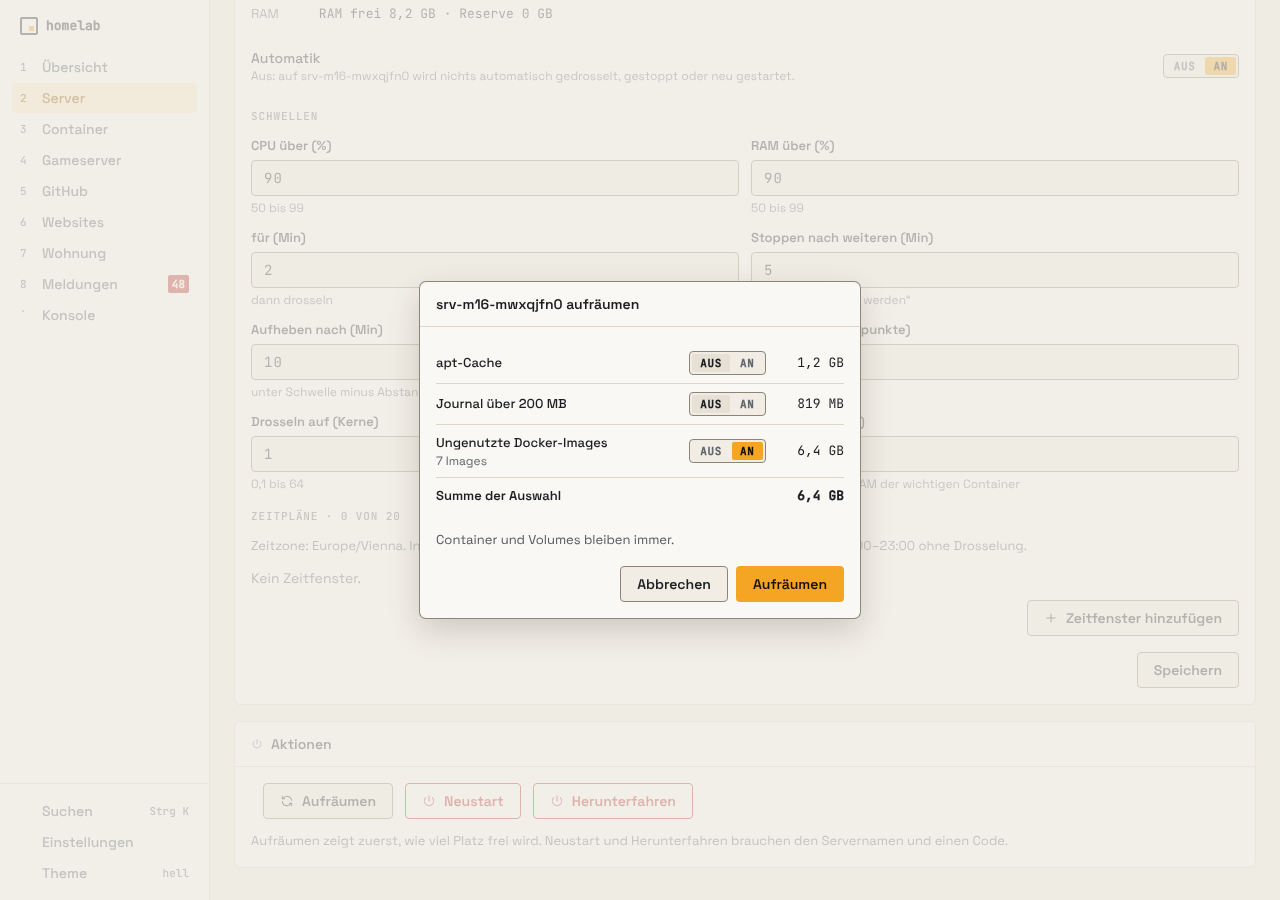 homelab
1 Übersicht
2 Server
3 Container
4 Gameserver
5 GitHub
6 Websites
7 Wohnung
8 Meldungen 48
` Konsole
Suchen Strg K
Einstellungen
Theme hell
RAM RAM frei 8,2 GB · Reserve 0 GB
Automatik
Aus: auf srv-m16-mwxqjfn0 wird nichts automatisch gedrosselt, gestoppt oder neu gestartet.
AUS AN
SCHWELLEN
CPU über (%) RAM über (%)
90 90
50 bis 99 50 bis 99
für (Min) Stoppen nach weiteren (Min)
2 5
dann drosseln werden“
Aufheben nach (Min) punkte)
10
unter Schwelle minus Abstan
Drosseln auf (Kerne) )
1
0,1 bis 64 AM der wichtigen Container
ZEITPLÄNE · 0 VON 20
Zeitzone: Europe/Vienna. In 00–23:00 ohne Drosselung.
Kein Zeitfenster.
+ Zeitfenster hinzufügen
Speichern
srv-m16-mwxqjfn0 aufräumen
apt-Cache AUS AN 1,2 GB
Journal über 200 MB AUS AN 819 MB
Ungenutzte Docker-Images AUS AN 6,4 GB
7 Images
Summe der Auswahl 6,4 GB
Container und Volumes bleiben immer.
Abbrechen Aufräumen
Aktionen
Aufräumen Neustart Herunterfahren
Aufräumen zeigt zuerst, wie viel Platz frei wird. Neustart und Herunterfahren brauchen den Servernamen und einen Code.